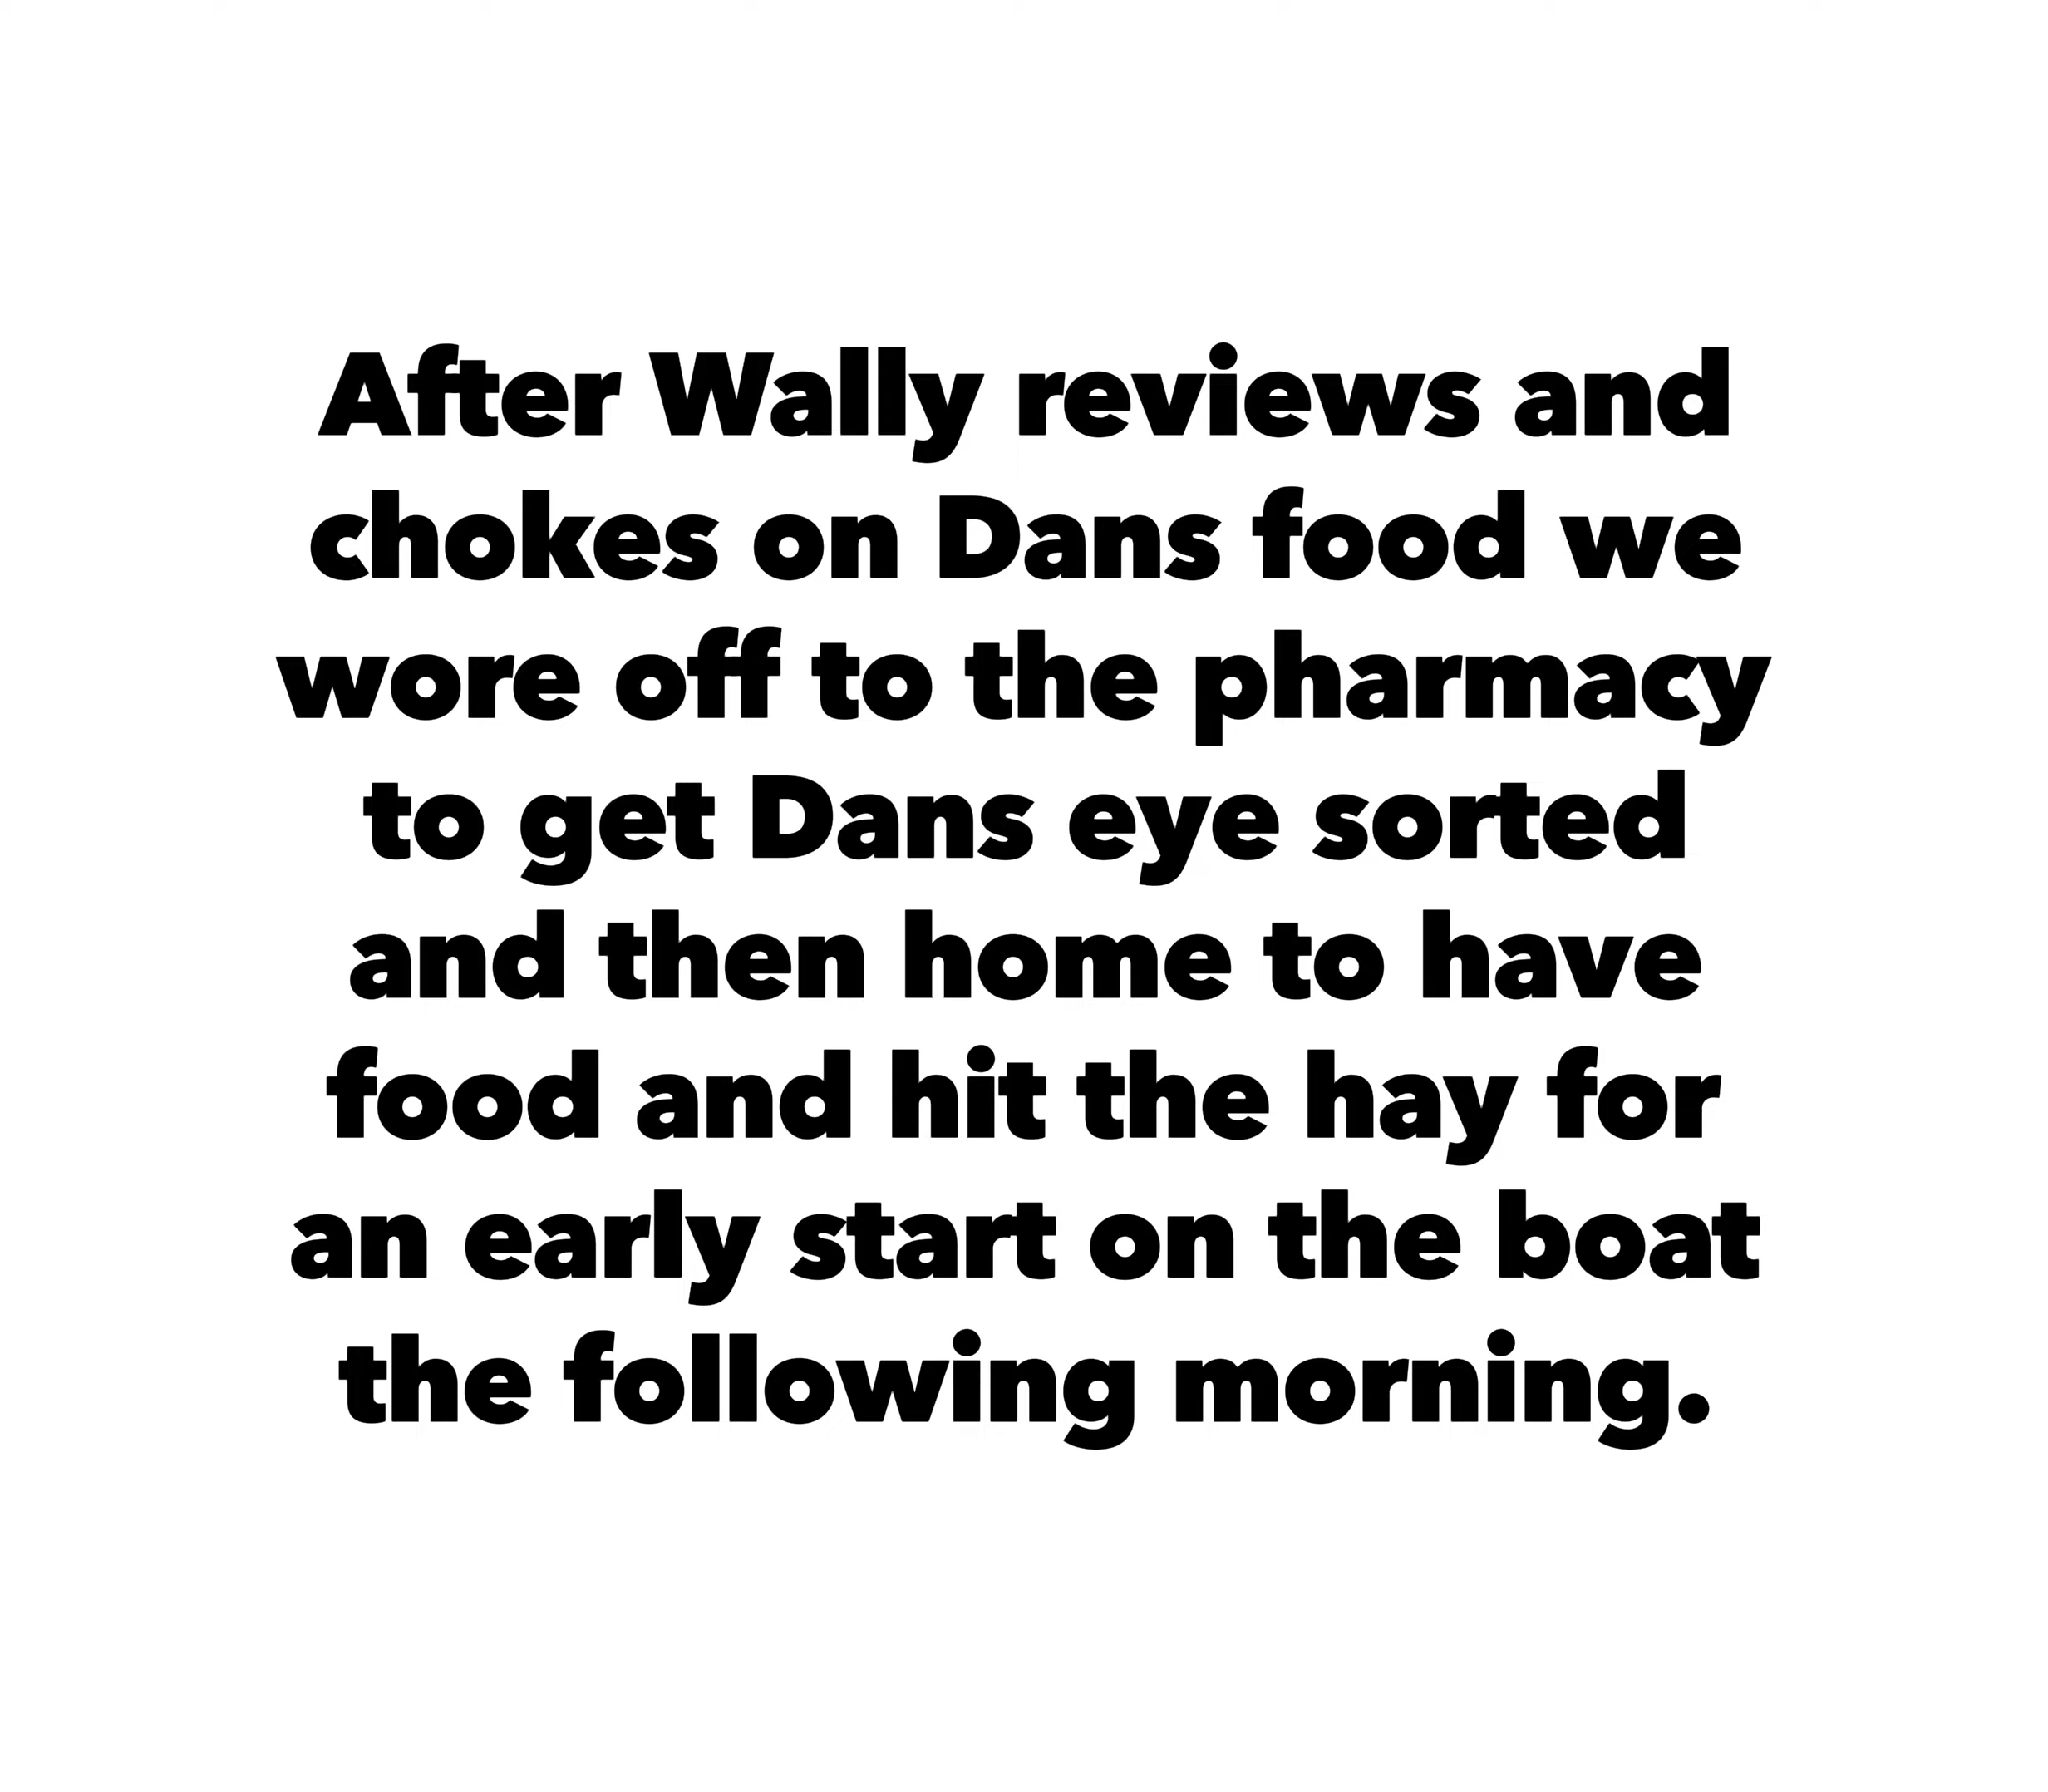 After Wally reviews and
chokes on Dans food we
wore off to the pharmacy
to get Dans eye sorted
and then home to have
food and hit the hay for
an early start on the boat
the following morning.